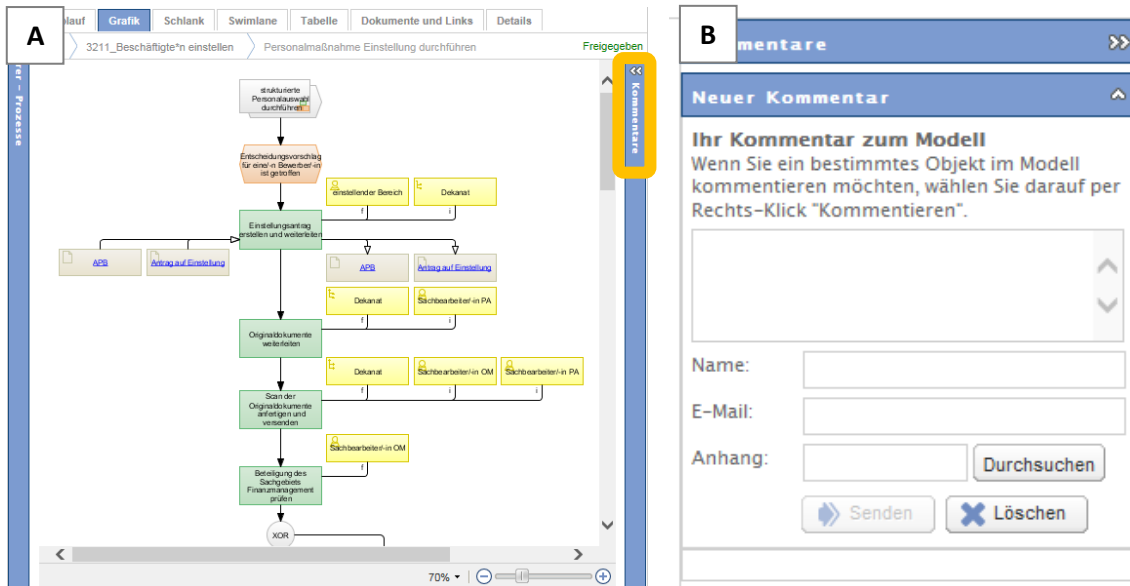 A
lauf Grafik Schlank Swimlane Tabelle Dokumente und Links Details
3211_Beschäftigte*n einstellen Personalmaßnahme Einstellung durchführen Freigegeben
rer – Prozesse
Kommentare
strukturierte
Personalauswahl
durchführen
Entscheidungsvorschlag
für eine/-n Bewerber/-in
ist getroffen
einstellender Bereich
Dekanat
f
i
Einstellungsantrag
erstellen und weiterleiten
APB
Antrag auf Einstellung
APB
Antrag auf Einstellung
Dekanat
Sachbearbeiter/-in PA
f
i
Originaldokumente
weiterleiten
Dekanat
Sachbearbeiter/-in OM
Sachbearbeiter/-in PA
f
i
i
Scan der
Originaldokumente
anfertigen und
versenden
Sachbearbeiter/-in OM
f
Beteiligung des
Sachgebiets
Finanzmanagement
prüfen
XOR
70%
B
mentare
Neuer Kommentar
Ihr Kommentar zum Modell
Wenn Sie ein bestimmtes Objekt im Modell
kommentieren möchten, wählen Sie darauf per
Rechts-Klick "Kommentieren".
Name:
E-Mail:
Anhang:
Durchsuchen
Senden
Löschen